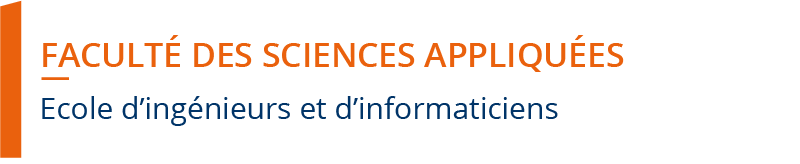 FACULTÉ DES SCIENCES APPLIQUÉES
Ecole d’ingénieurs et d’informaticiens